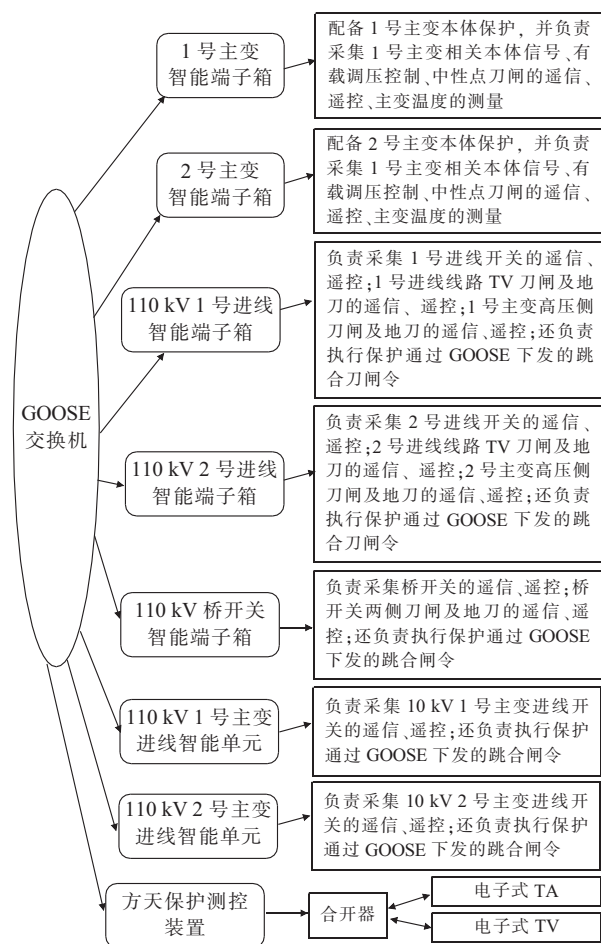 GOOSE
交换机
1 号主变
智能端子箱
配备 1 号主变本体保护，并负责
采集 1 号主变相关本体信号、有
载调压控制、中性点刀闸的遥信、
遥控、主变温度的测量
2 号主变
智能端子箱
配备 2 号主变本体保护，并负责
采集 1 号主变相关本体信号、有
载调压控制、中性点刀闸的遥信、
遥控、主变温度的测量
110 kV 1 号进线
智能端子箱
负责采集 1 号进线开关的遥信、
遥控；1 号进线线路 TV 刀闸及地
刀的遥信、遥控；1 号主变高压侧
刀闸及地刀的遥信、遥控；还负责
执行保护通过 GOOSE 下发的跳
合刀闸令
110 kV 2 号进线
智能端子箱
负责采集 2 号进线开关的遥信、
遥控；2 号进线线路 TV 刀闸及地
刀的遥信、遥控；2 号主变高压侧
刀闸及地刀的遥信、遥控；还负责
执行保护通过 GOOSE 下发的跳
合刀闸令
110 kV 桥开关
智能端子箱
负责采集桥开关的遥信、遥控；桥
开关两侧刀闸及地刀的遥信、遥
控；还负责执行保护通过 GOOSE
下发的跳合闸令
110 kV 1 号主变
进线智能单元
负责采集 10 kV 1 号主变进线开
关的遥信、遥控；还负责执行保护
通过 GOOSE 下发的跳合闸令
110 kV 2 号主变
进线智能单元
负责采集 10 kV 2 号主变进线开
关的遥信、遥控；还负责执行保护
通过 GOOSE 下发的跳合闸令
方天保护测控
装置
合开器
电子式 TA
电子式 TV